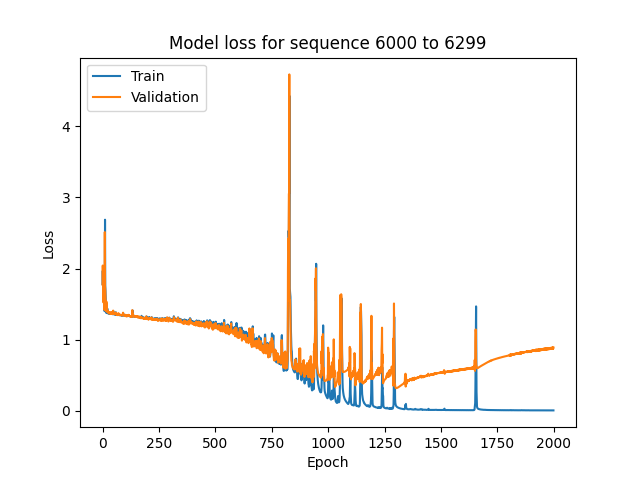 Model loss for sequence 6000 to 6299
Train
Validation
4
3
2
1
0
Loss
0 250 500 750 1000 1250 1500 1750 2000
Epoch